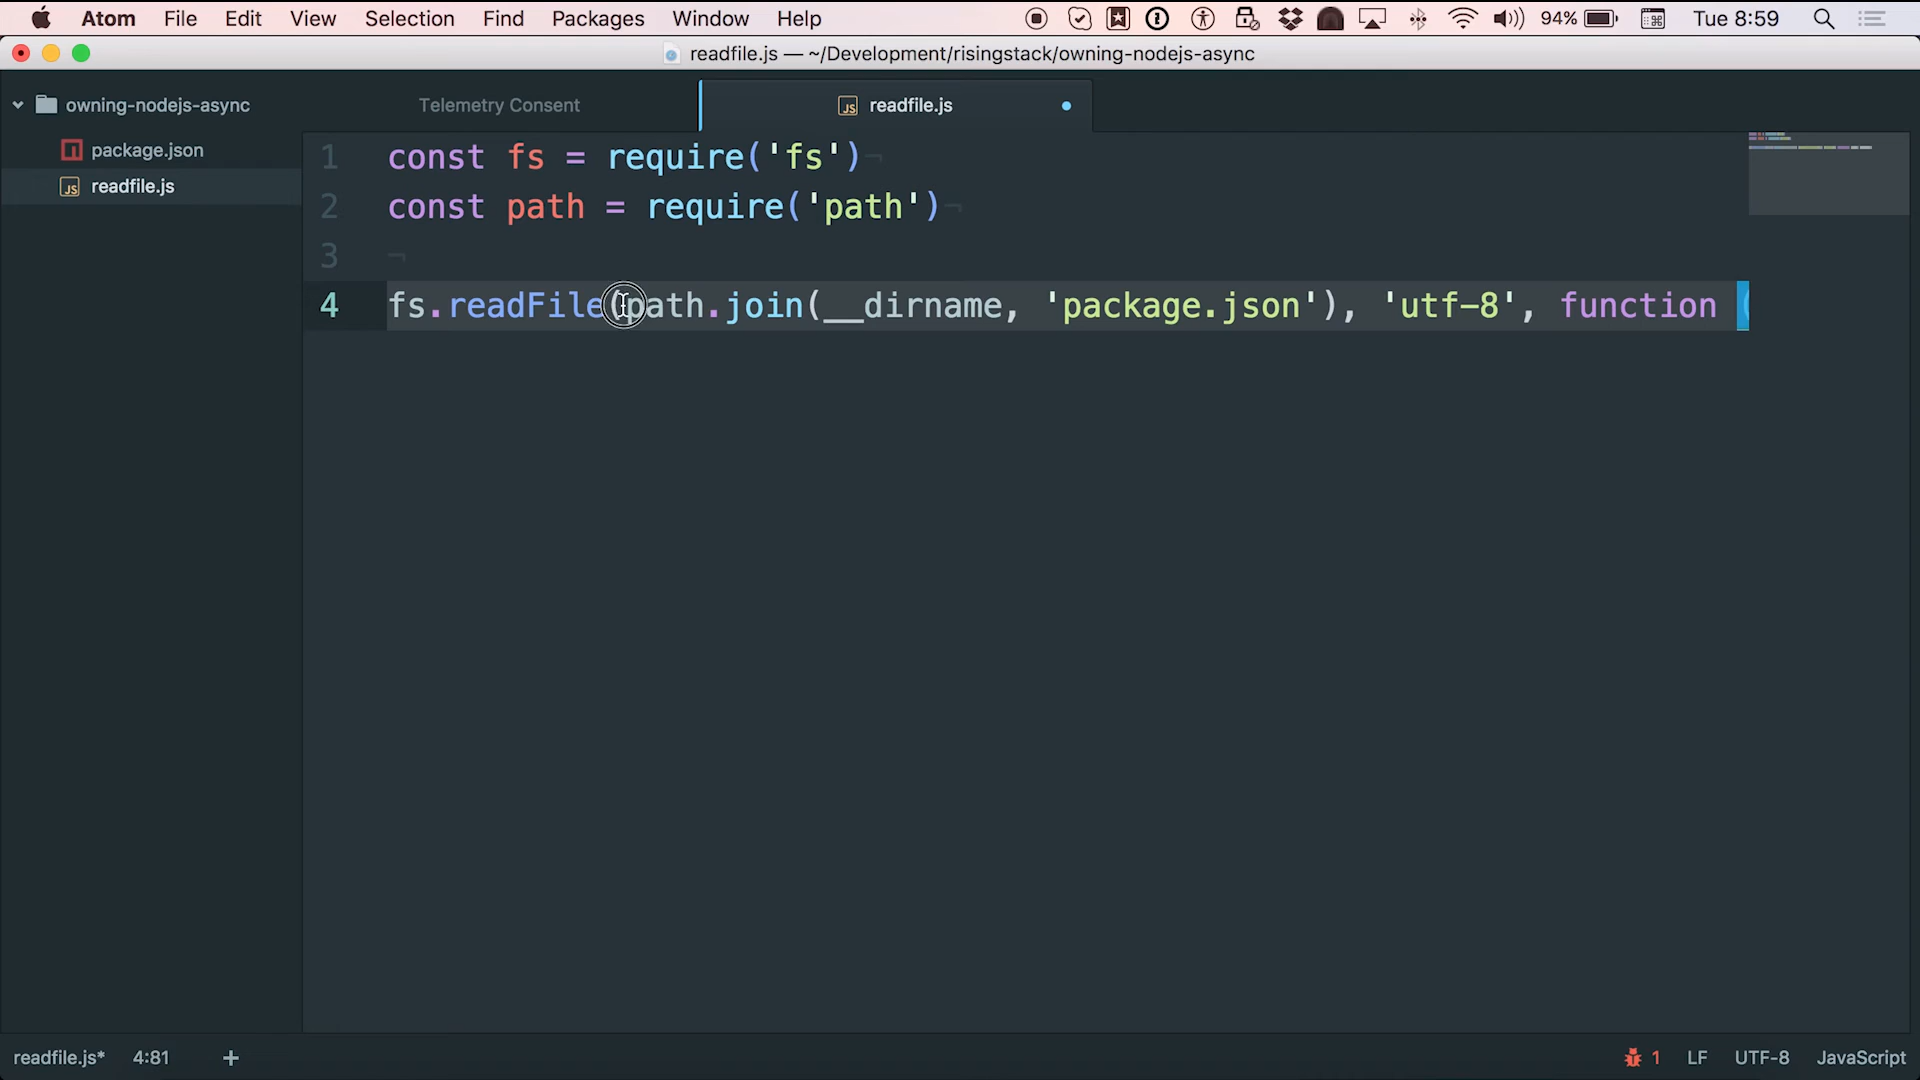 Atom File Edit View Selection Find Packages Window Help 94% Tue 8:59
readfile.js — ~/Development/risingstack/owning-nodejs-async
owning-nodejs-async
package.json
readfile.js
Telemetry Consent
readfile.js
1 const fs = require('fs')¬
2 const path = require('path')¬
3 ¬
4 fs.readFile(path.join(__dirname, 'package.json'), 'utf-8', function (
readfile.js* 4:81 +
1 LF UTF-8 JavaScript